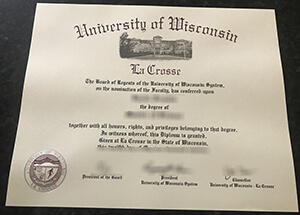 University of Wisconsin
La Crosse
The Board of Regents of the University of Wisconsin System,
on the nomination of the Faculty, has conferred upon
the degree of
together with all honors, rights, and privileges belonging to that degree.
In witness whereof, this Diploma is granted.
Given at La Crosse in the State of Wisconsin,
President of the Board
President
University of Wisconsin System
Chancellor
University of Wisconsin - La Crosse